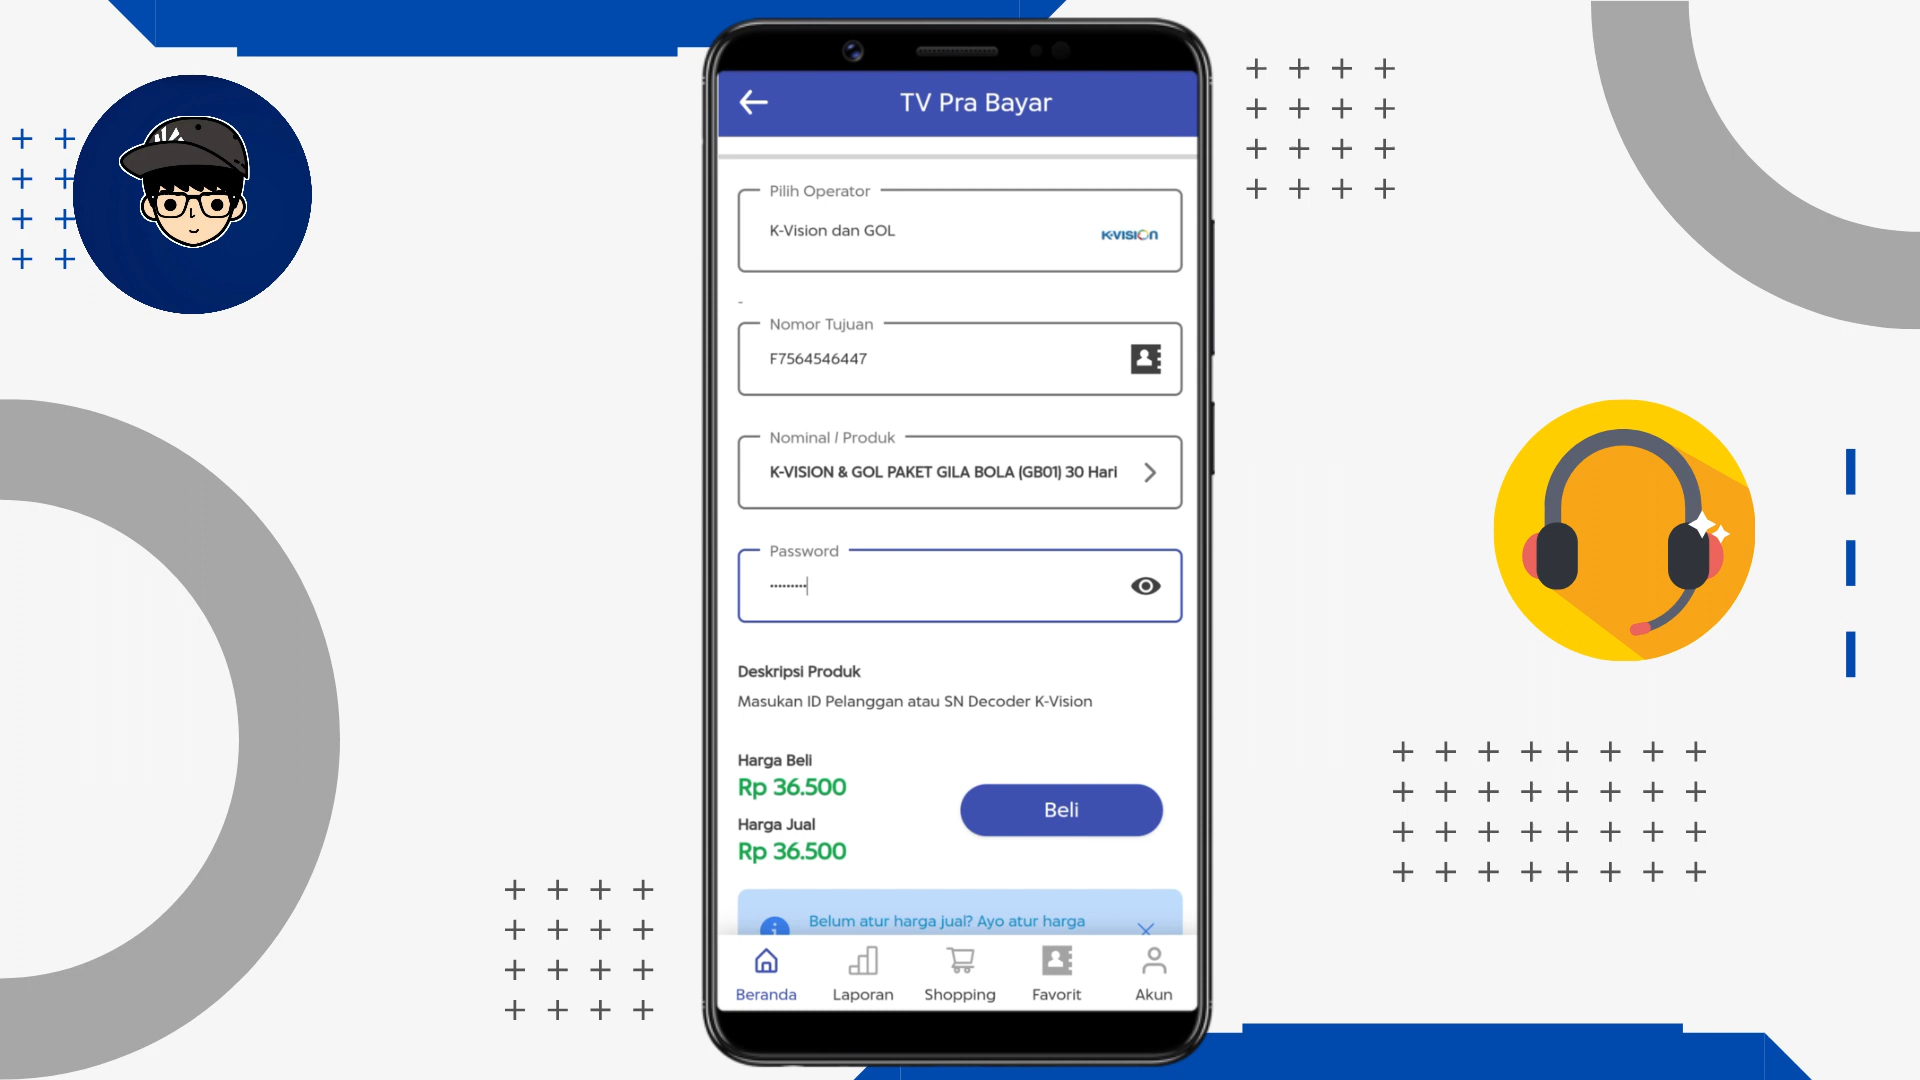 TV Pra Bayar
Pilih Operator
K-Vision dan GOL
K-VISION
-
Nomor Tujuan
F7564546447
Nominal / Produk
K-VISION & GOL PAKET GILA BOLA (GB01) 30 Hari
Password
Deskripsi Produk
Masukan ID Pelanggan atau SN Decoder K-Vision
Harga Beli
Rp 36.500
Beli
Harga Jual
Rp 36.500
Belum atur harga jual? Ayo atur harga
Beranda Laporan Shopping Favorit Akun